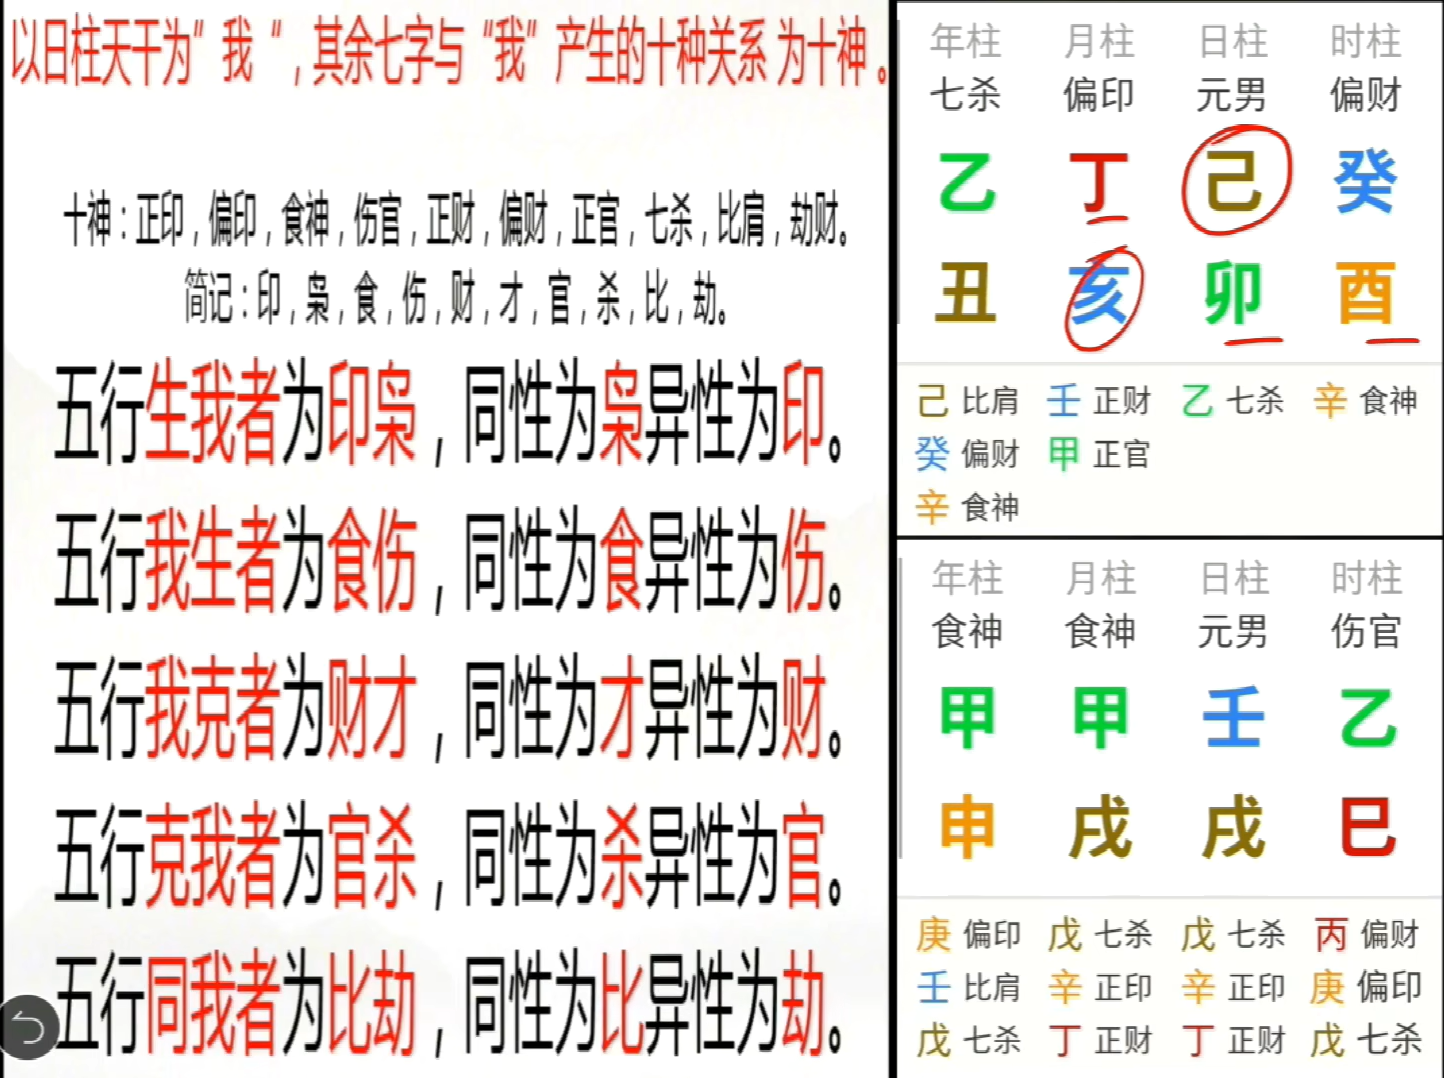 以日柱天干为”我“，其余七字与“我”产生的十种关系 为十神。
十神：正印，偏印，食神，伤官，正财，偏财，正官，七杀，比肩，劫财。
简记：印，枭，食，伤，财，才，官，杀，比，劫。
五行生我者为印枭，同性为枭异性为印。
五行我生者为食伤，同性为食异性为伤。
五行我克者为财才，同性为才异性为财。
五行克我者为官杀，同性为杀异性为官。
五行同我者为比劫，同性为比异性为劫。
年柱 月柱 日柱 时柱
七杀 偏印 元男 偏财
乙 丁 己 癸
丑 亥 卯 酉
己 比肩 壬 正财 乙 七杀 辛 食神
癸 偏财 甲 正官
辛 食神
年柱 月柱 日柱 时柱
食神 食神 元男 伤官
甲 甲 壬 乙
申 戌 戌 巳
庚 偏印 戊 七杀 戊 七杀 丙 偏财
壬 比肩 辛 正印 辛 正印 庚 偏印
戊 七杀 丁 正财 丁 正财 戊 七杀